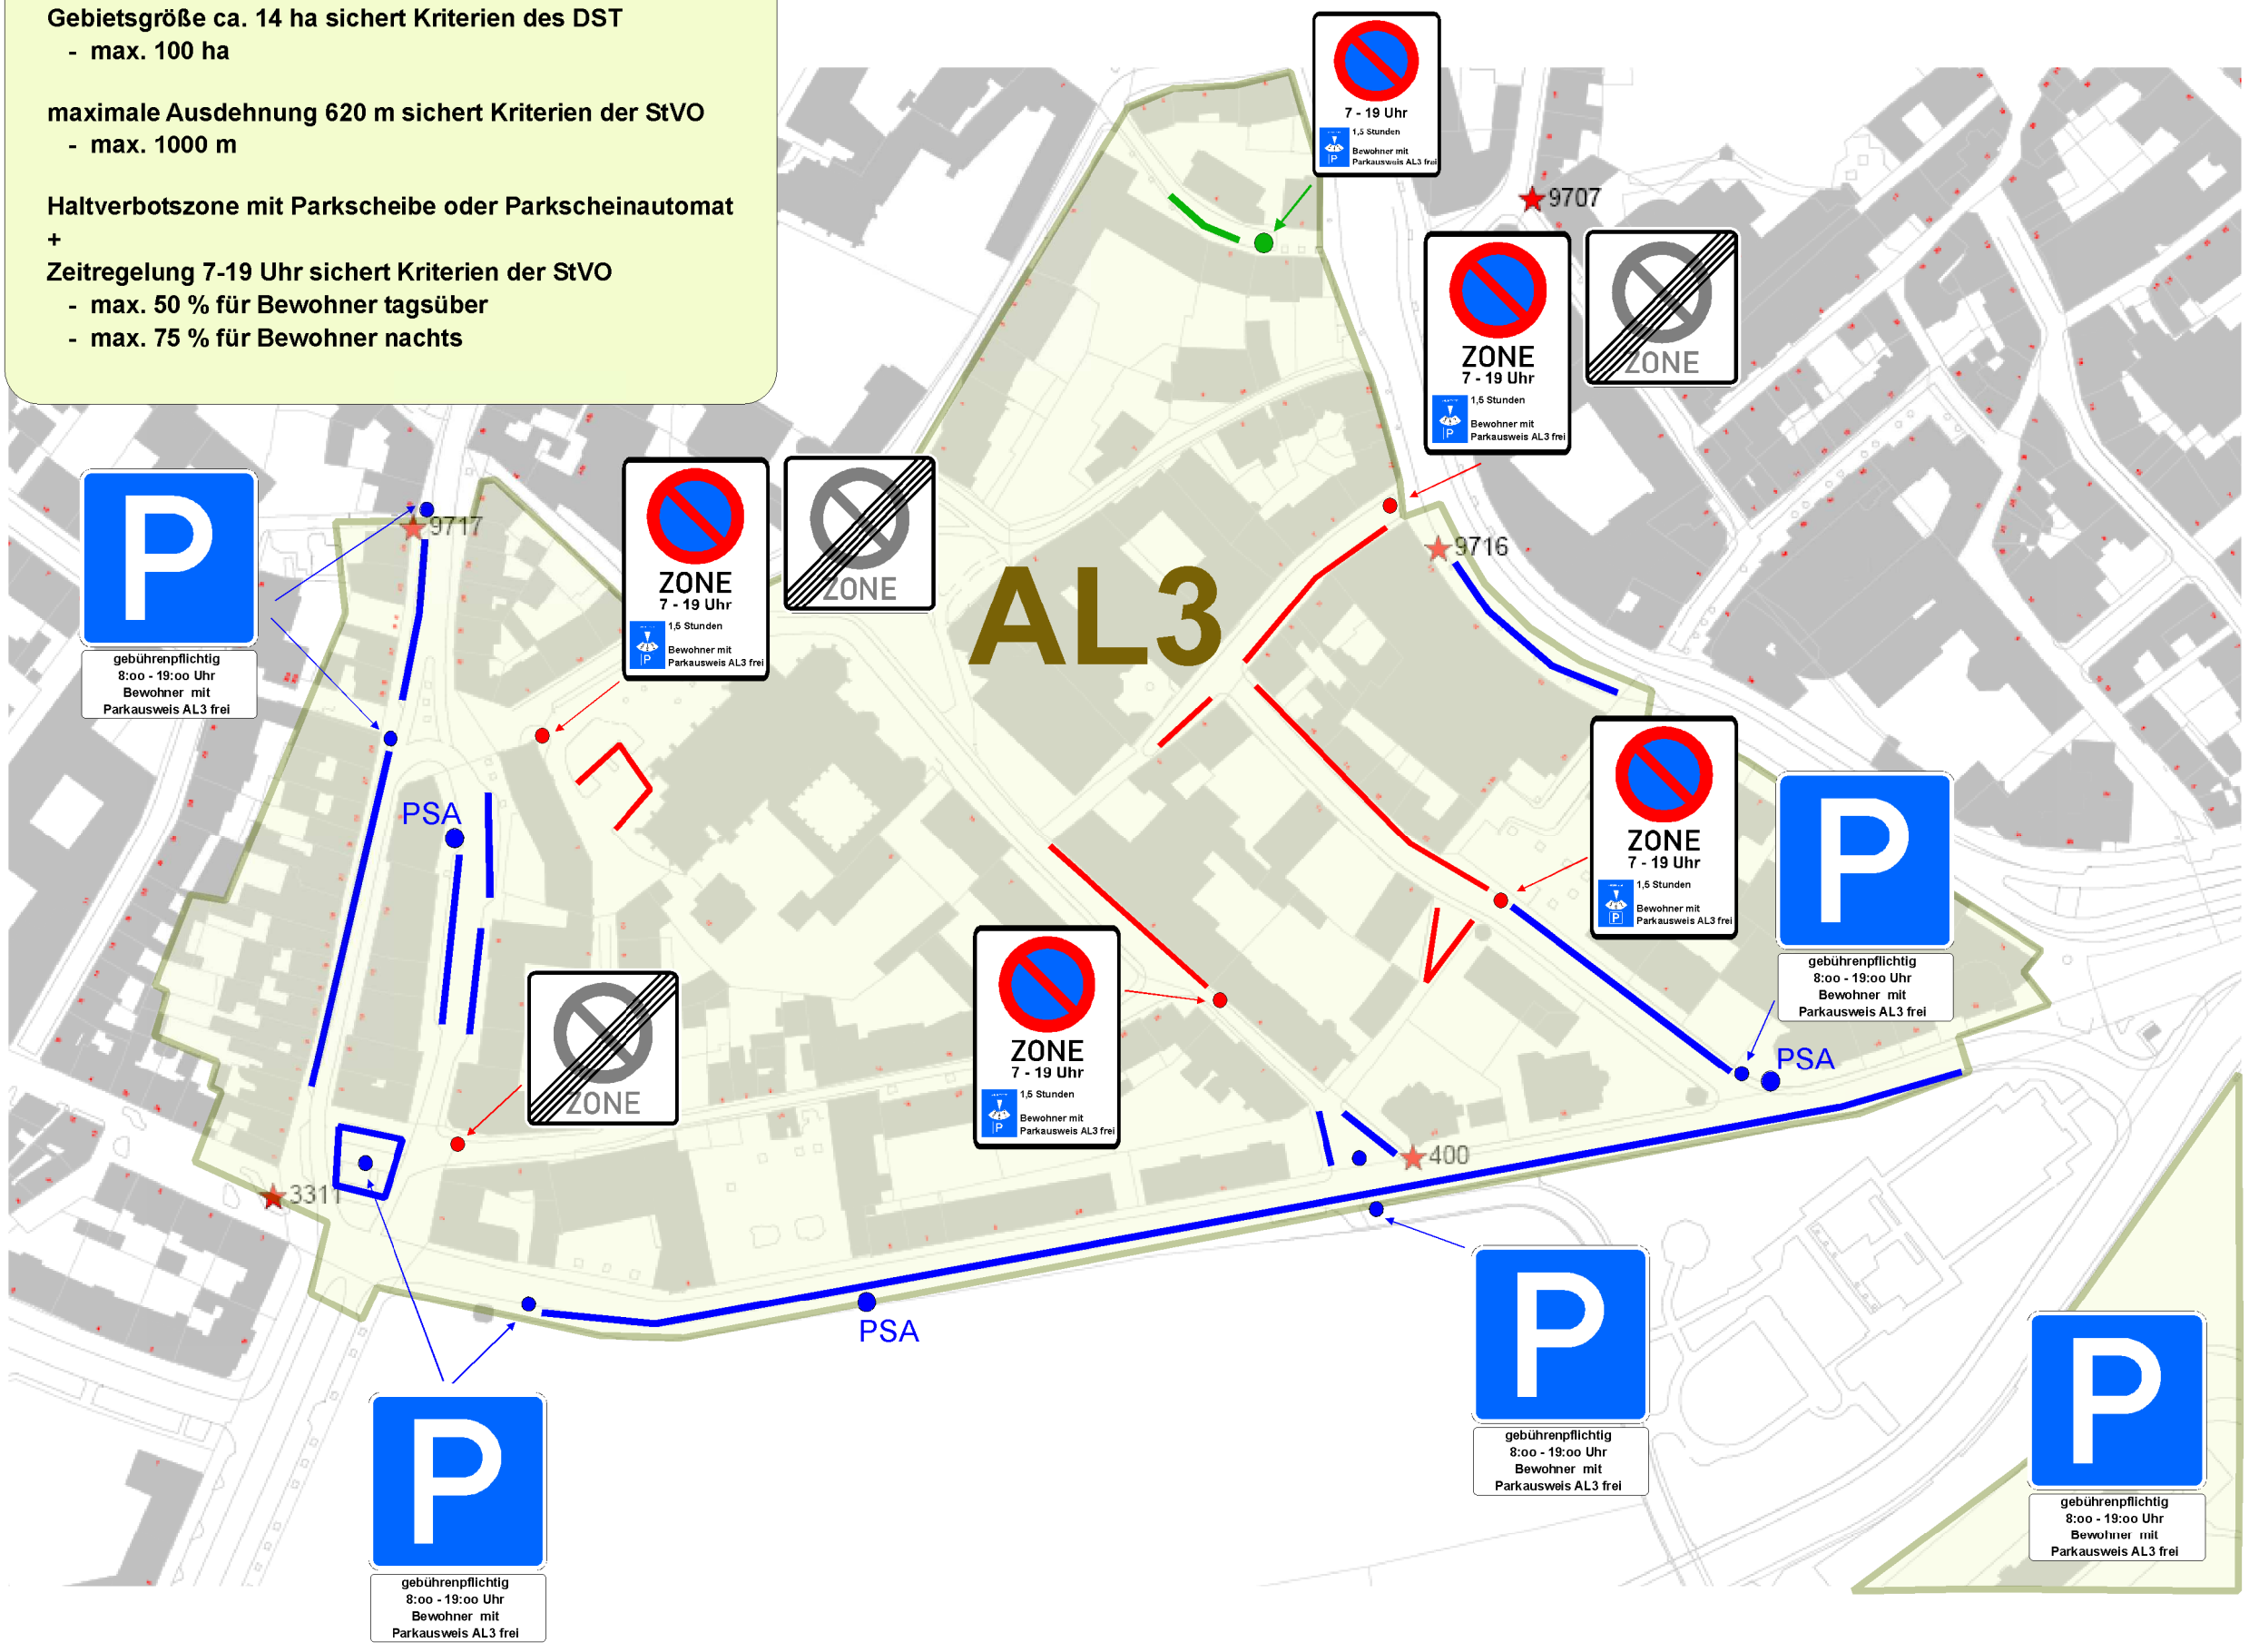 Gebietsgröße ca. 14 ha sichert Kriterien des DST
- max. 100 ha
maximale Ausdehnung 620 m sichert Kriterien der StVO
- max. 1000 m
Haltverbotszone mit Parkscheibe oder Parkscheinautomat
+
Zeitregelung 7-19 Uhr sichert Kriterien der StVO
- max. 50 % für Bewohner tagsüber
- max. 75 % für Bewohner nachts
7 - 19 Uhr
1,5 Stunden
Bewohner mit
Parkausweis AL3 frei
P
9707
ZONE
7 - 19 Uhr
1,5 Stunden
Bewohner mit
Parkausweis AL3 frei
P
ZONE
P
gebührenpflichtig
8:oo - 19:oo Uhr
Bewohner mit
Parkausweis AL3 frei
9717
ZONE
7 - 19 Uhr
1,5 Stunden
Bewohner mit
Parkausweis AL3 frei
P
ZONE
AL3
9716
PSA
ZONE
7 - 19 Uhr
1,5 Stunden
Bewohner mit
Parkausweis AL3 frei
P
P
gebührenpflichtig
8:oo - 19:oo Uhr
Bewohner mit
Parkausweis AL3 frei
PSA
ZONE
ZONE
7 - 19 Uhr
1,5 Stunden
Bewohner mit
Parkausweis AL3 frei
P
400
3311
PSA
P
gebührenpflichtig
8:oo - 19:oo Uhr
Bewohner mit
Parkausweis AL3 frei
P
gebührenpflichtig
8:oo - 19:oo Uhr
Bewohner mit
Parkausweis AL3 frei
P
gebührenpflichtig
8:oo - 19:oo Uhr
Bewohner mit
Parkausweis AL3 frei